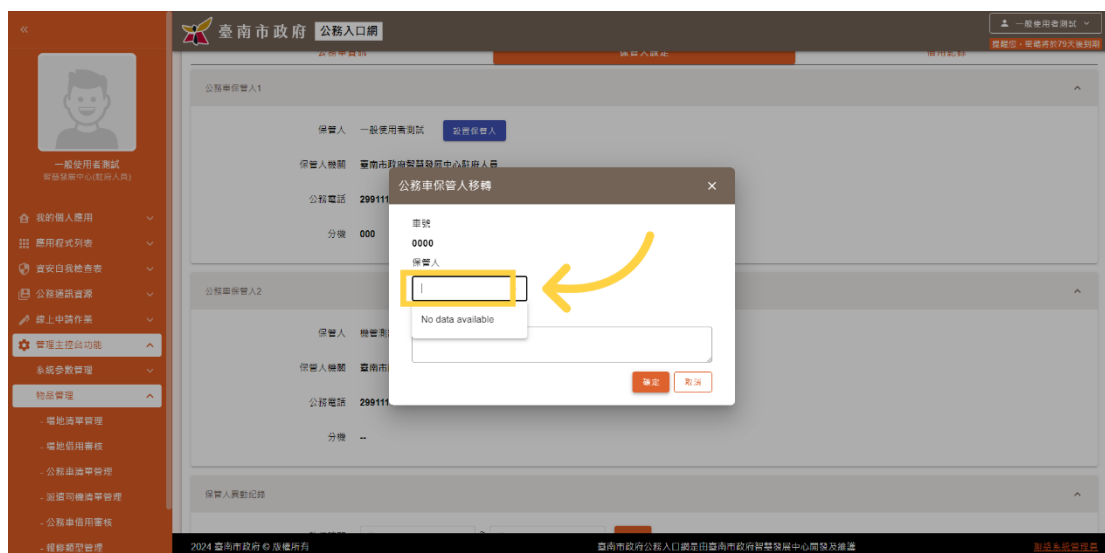 臺南市政府 公務入口網
一般使用者測試
提醒您，密碼將於79天後到期
一般使用者測試
智慧發展中心(駐府人員)
我的個人應用
應用程式列表
資安自我檢查表
公務通訊資源
線上申請作業
管理主控台功能
系統參數管理
物品管理
- 場地清單管理
- 場地借用審核
- 公務車清單管理
- 派遣司機清單管理
- 公務車借用審核
- 報修類型管理
公務車保管人1
保管人 一般使用者測試 設置保管人
保管人機關 臺南市政府智慧發展中心駐府人員
公務電話 299111
分機 000
公務車保管人移轉
車號
0000
保管人
No data available
確定 取消
公務車保管人2
保管人 機管測
保管人機關 臺南市
公務電話 299111
分機 --
保管人異動紀錄
2024 臺南市政府 © 版權所有
臺南市政府公務入口網是由臺南市政府智慧發展中心開發及維護